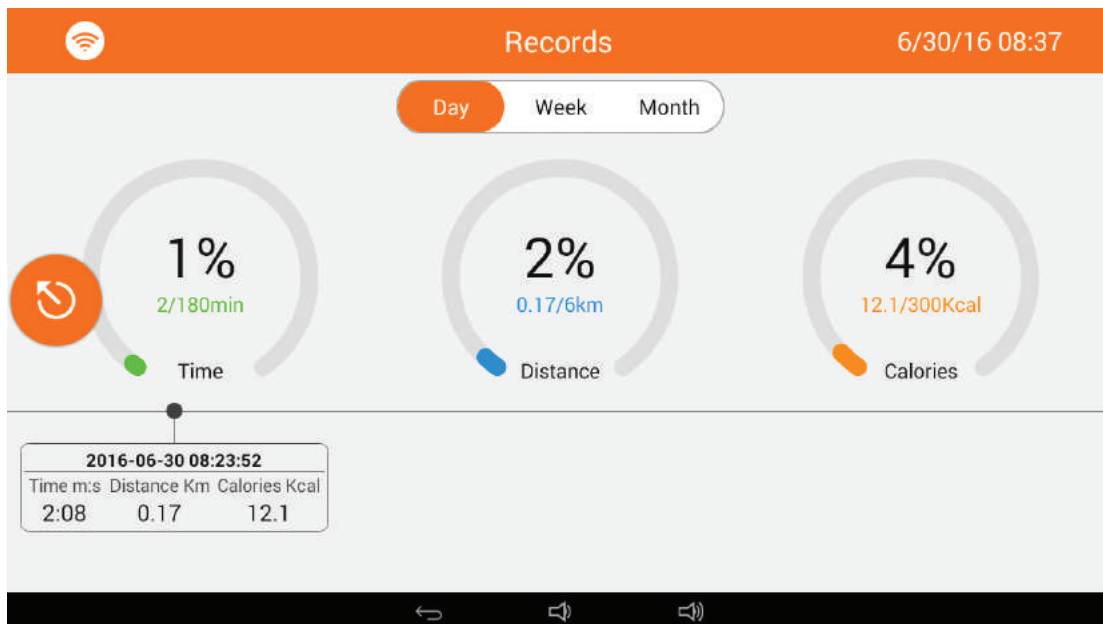 Records 6/30/16 08:37
Day Week Month
1% 2% 4%
2/180min 0.17/6km 12.1/300Kcal
Time Distance Calories
2016-06-30 08:23:52
Time m:s Distance Km Calories Kcal
2:08 0.17 12.1